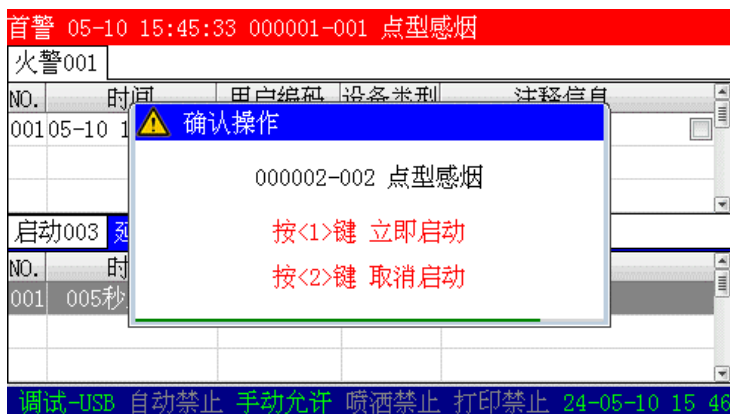 首警 05-10 15:45:33 000001-001 点型感烟
火警001
NO. 时间 用户编码 设备类型 注释信息
001 05-10 1
确认操作
000002-002 点型感烟
按<1>键 立即启动
按<2>键 取消启动
启动003 延
NO. 时
001 005秒
调试-USB 自动禁止 手动允许 喷洒禁止 打印禁止 24-05-10 15 46